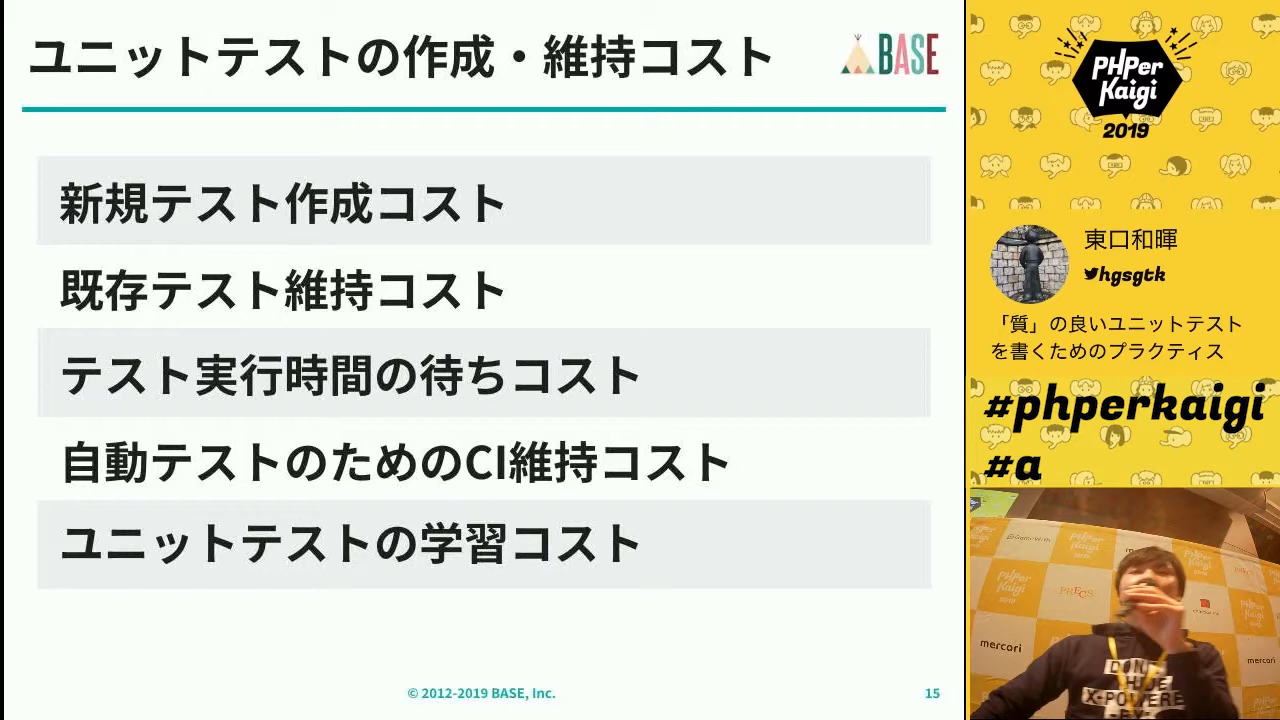 ユニットテストの作成・維持コスト
BASE
新規テスト作成コスト
既存テスト維持コスト
テスト実行時間の待ちコスト
自動テストのためのCI維持コスト
ユニットテストの学習コスト
© 2012-2019 BASE, Inc.
15
PHPer
Kaigi
2019
東口和暉
hgsgtk
「質」の良いユニットテスト
を書くためのプラクティス
#phperkaigi
#a
PHPer
Kaigi
2019
mercari
mercari